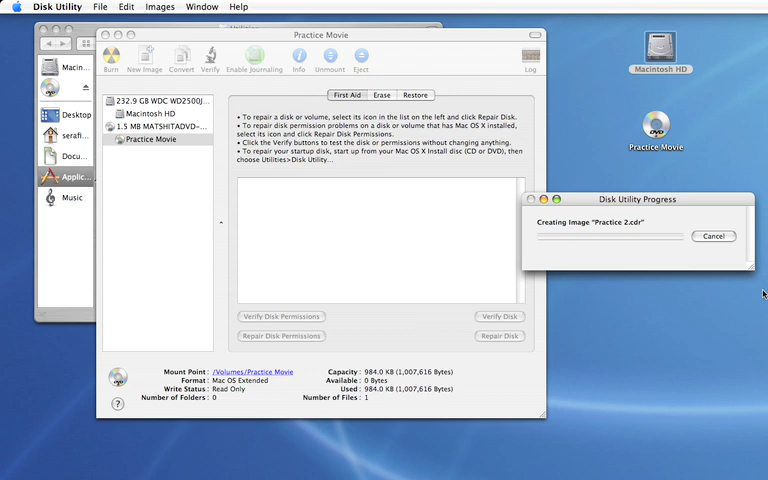 Disk Utility File Edit Images Window Help
Practice Movie
Burn New Image Convert Verify Enable Journaling Info Unmount Eject Log
Macin...
Desktop
serafi...
Docu...
Applic...
Music
232.9 GB WDC WD2500J...
Macintosh HD
1.5 MB MATSHITADVD-...
Practice Movie
First Aid Erase Restore
• To repair a disk or volume, select its icon in the list on the left and click Repair Disk.
• To repair disk permission problems on a disk or volume that has Mac OS X installed,
select its icon and click Repair Disk Permissions.
• Click the Verify buttons to test the disk or permissions without changing anything.
• To repair your startup disk, start up from your Mac OS X Install disc (CD or DVD), then
choose Utilities>Disk Utility...
Verify Disk Permissions Verify Disk
Repair Disk Permissions Repair Disk
Mount Point : /Volumes/Practice Movie Capacity : 984.0 KB (1,007,616 Bytes)
Format : Mac OS Extended Available : 0 Bytes
Write Status : Read Only Used : 984.0 KB (1,007,616 Bytes)
Number of Folders : 0 Number of Files : 1
?
Macintosh HD
DVD
Practice Movie
Disk Utility Progress
Creating Image "Practice 2.cdr"
Cancel